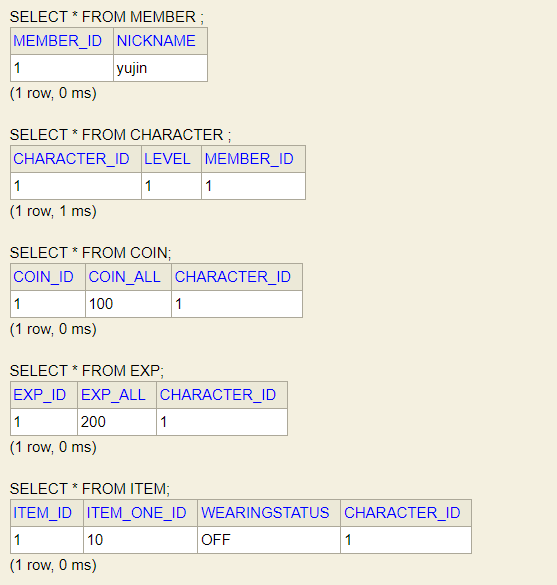 SELECT * FROM MEMBER ;
MEMBER_ID NICKNAME
1 yujin
(1 row, 0 ms)
SELECT * FROM CHARACTER ;
CHARACTER_ID LEVEL MEMBER_ID
1 1 1
(1 row, 1 ms)
SELECT * FROM COIN;
COIN_ID COIN_ALL CHARACTER_ID
1 100 1
(1 row, 0 ms)
SELECT * FROM EXP;
EXP_ID EXP_ALL CHARACTER_ID
1 200 1
(1 row, 0 ms)
SELECT * FROM ITEM;
ITEM_ID ITEM_ONE_ID WEARINGSTATUS CHARACTER_ID
1 10 OFF 1
(1 row, 0 ms)